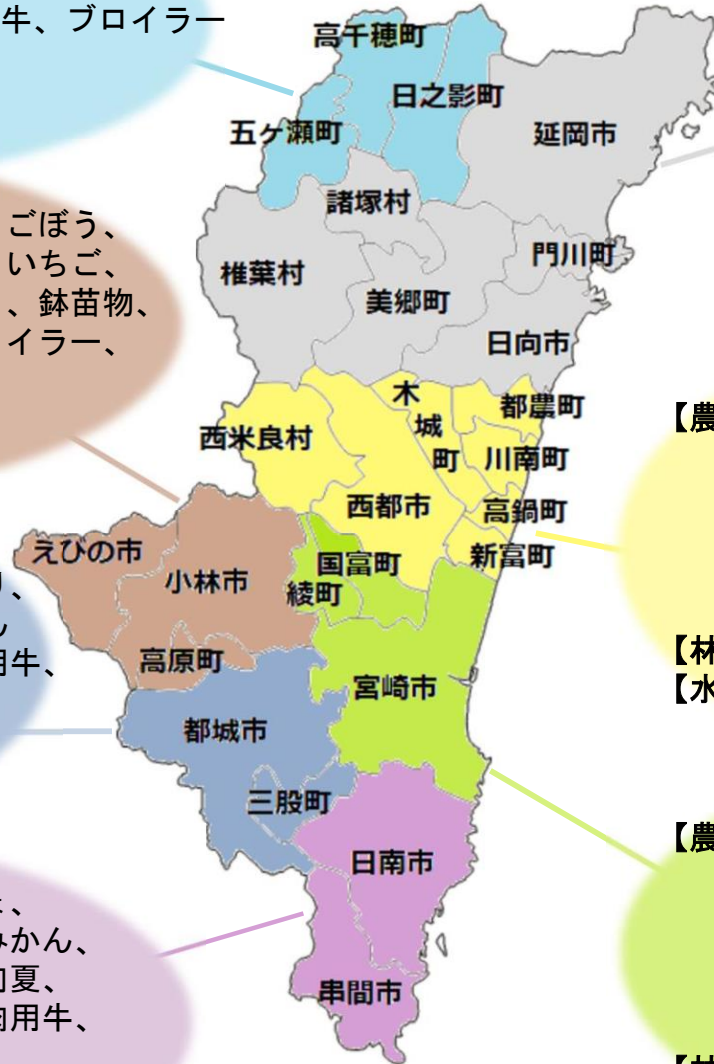 牛、ブロイラー
高千穂町
日之影町
五ヶ瀬町
延岡市
諸塚村
ごぼう、
いちご、
、鉢苗物、
イラー、
椎葉村
門川町
美郷町
日向市
木
城
町
都農町
【農
西米良村
川南町
西都市
高鍋町
えびの市
国富町
新富町
小林市
綾町
り、
用牛、
高原町
宮崎市
【林
【水
都城市
三股町
【農
日南市
みかん、
向夏、
肉用牛、
串間市